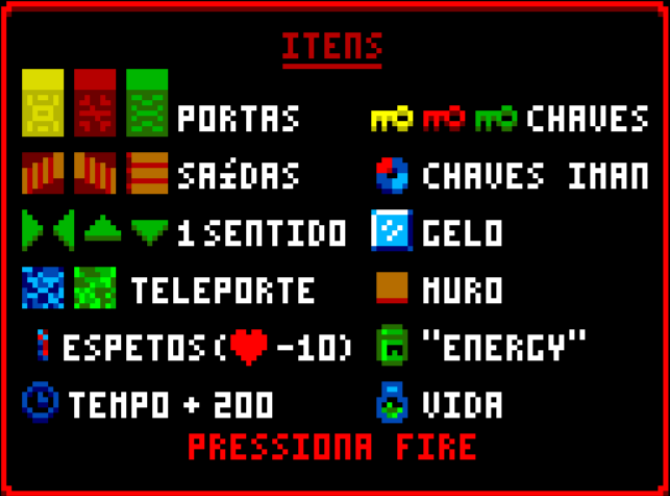 ITENS
PORTAS CHAVES
SAÍDAS CHAVES IMAN
1 SENTIDO GELO
TELEPORTE MURO
ESPETOS (♥ -10) "ENERGY"
TEMPO + 200 VIDA
PRESSIONA FIRE